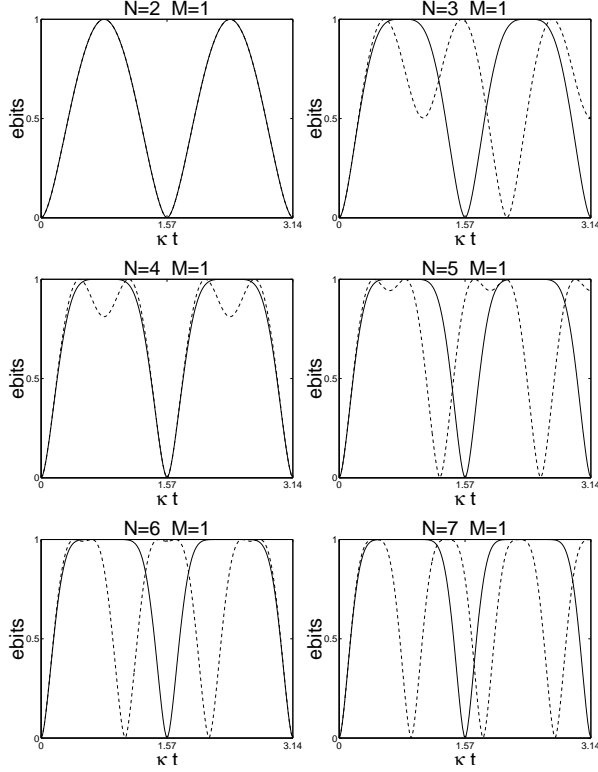 N=2 M=1
ebits
1
0.5
0
0
1.57
3.14
κ t
N=3 M=1
ebits
1
0.5
0
0
1.57
3.14
κ t
N=4 M=1
ebits
1
0.5
0
0
1.57
3.14
κ t
N=5 M=1
ebits
1
0.5
0
0
1.57
3.14
κ t
N=6 M=1
ebits
1
0.5
0
0
1.57
3.14
κ t
N=7 M=1
ebits
1
0.5
0
0
1.57
3.14
κ t